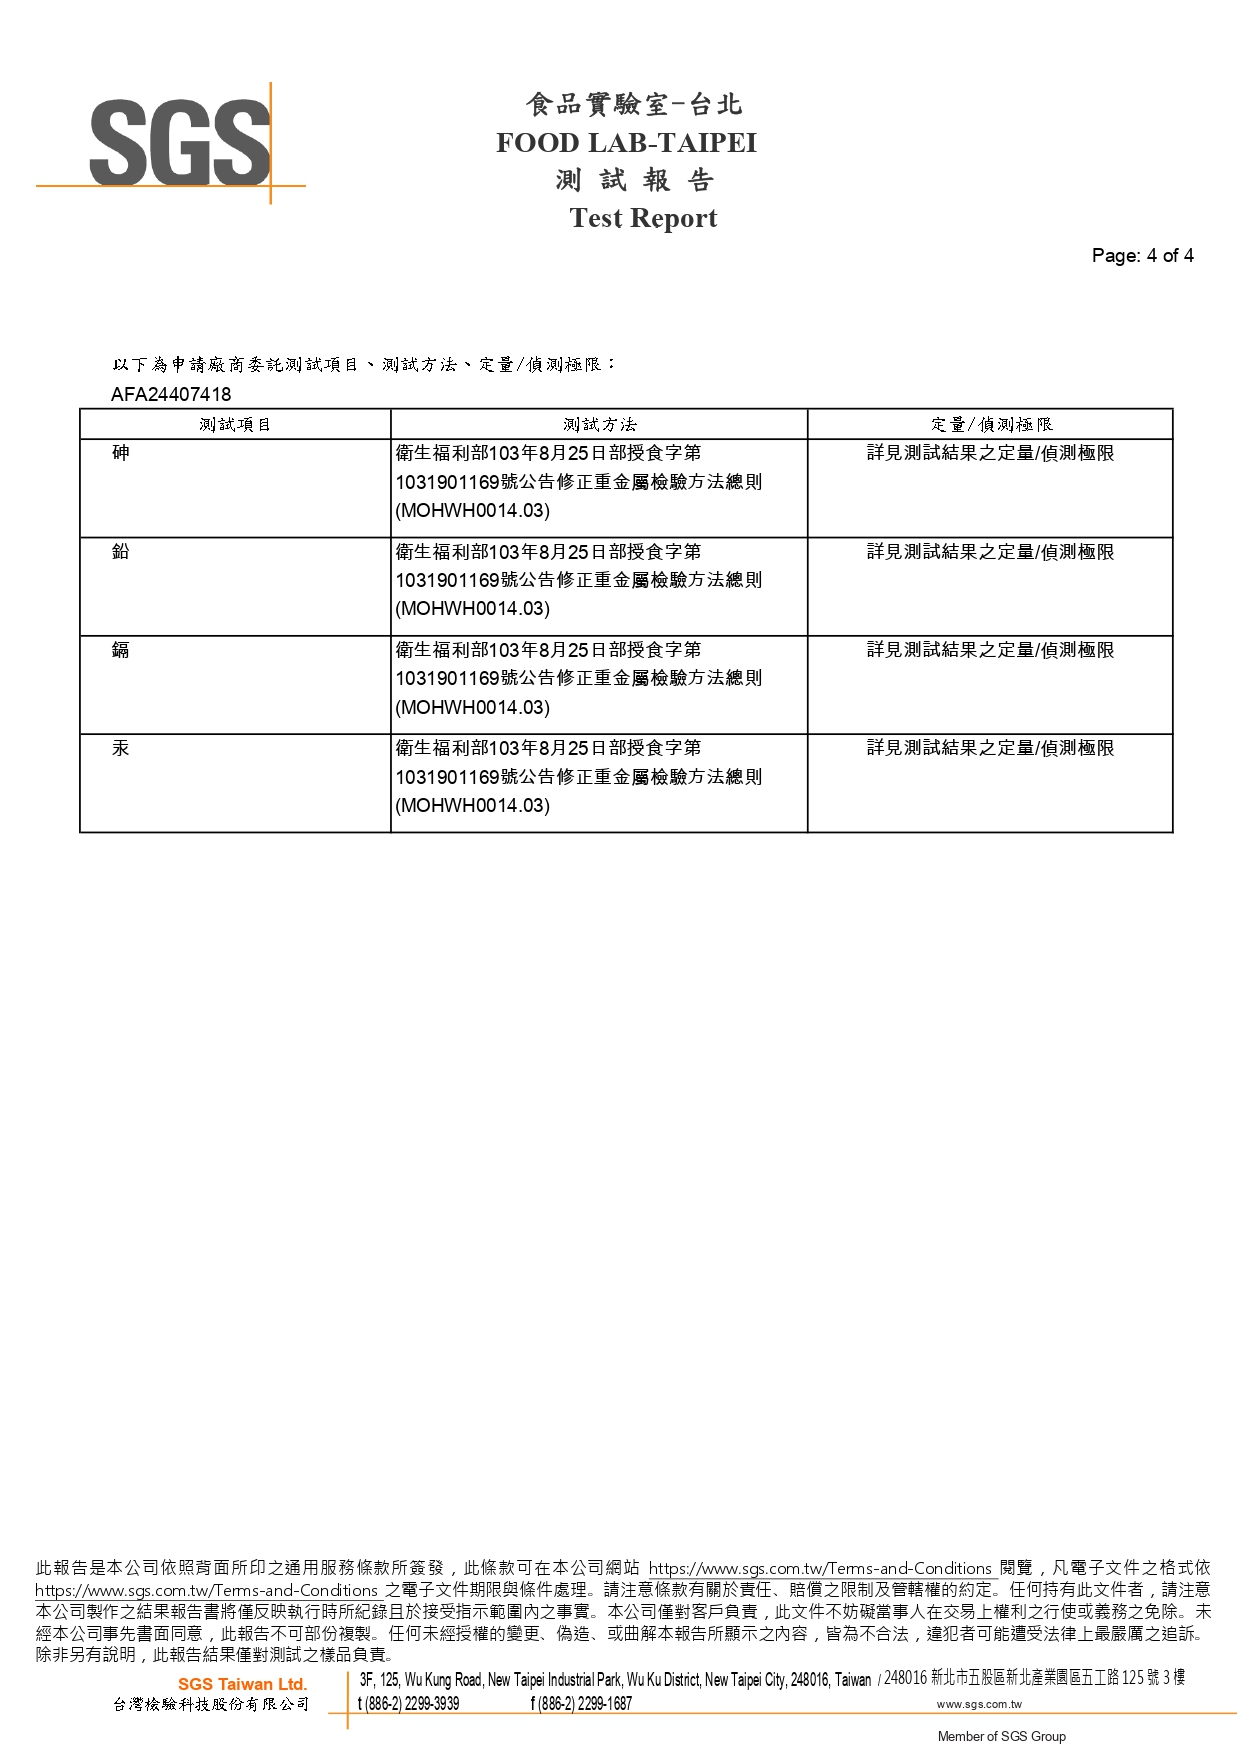 SGS
食品實驗室-台北
FOOD LAB-TAIPEI
測 試 報 告
Test Report
Page: 4 of 4
以下為申請廠商委託測試項目、測試方法、定量/偵測極限：
AFA24407418
測試項目 測試方法 定量/偵測極限
砷 衛生福利部103年8月25日部授食字第 詳見測試結果之定量/偵測極限
1031901169號公告修正重金屬檢驗方法總則
(MOHWH0014.03)
鉛 衛生福利部103年8月25日部授食字第 詳見測試結果之定量/偵測極限
1031901169號公告修正重金屬檢驗方法總則
(MOHWH0014.03)
鎘 衛生福利部103年8月25日部授食字第 詳見測試結果之定量/偵測極限
1031901169號公告修正重金屬檢驗方法總則
(MOHWH0014.03)
汞 衛生福利部103年8月25日部授食字第 詳見測試結果之定量/偵測極限
1031901169號公告修正重金屬檢驗方法總則
(MOHWH0014.03)
此報告是本公司依照背面所印之通用服務條款所簽發，此條款可在本公司網站 https://www.sgs.com.tw/Terms-and-Conditions 閱覽，凡電子文件之格式依
https://www.sgs.com.tw/Terms-and-Conditions 之電子文件期限與條件處理。請注意條款有關於責任、賠償之限制及管轄權的約定。任何持有此文件者，請注意
本公司製作之結果報告書將僅反映執行時所紀錄且於接受指示範圍內之事實。本公司僅對客戶負責，此文件不妨礙當事人在交易上權利之行使或義務之免除。未
經本公司事先書面同意，此報告不可部份複製。任何未經授權的變更、偽造、或曲解本報告所顯示之內容，皆為不合法，違犯者可能遭受法律上最嚴厲之追訴。
除非另有說明，此報告結果僅對測試之樣品負責。
SGS Taiwan Ltd. 3F, 125, Wu Kung Road, New Taipei Industrial Park, Wu Ku District, New Taipei City, 248016, Taiwan / 248016 新北市五股區新北產業園區五工路 125 號 3 樓
台灣檢驗科技股份有限公司 t (886-2) 2299-3939 f (886-2) 2299-1687 www.sgs.com.tw
Member of SGS Group